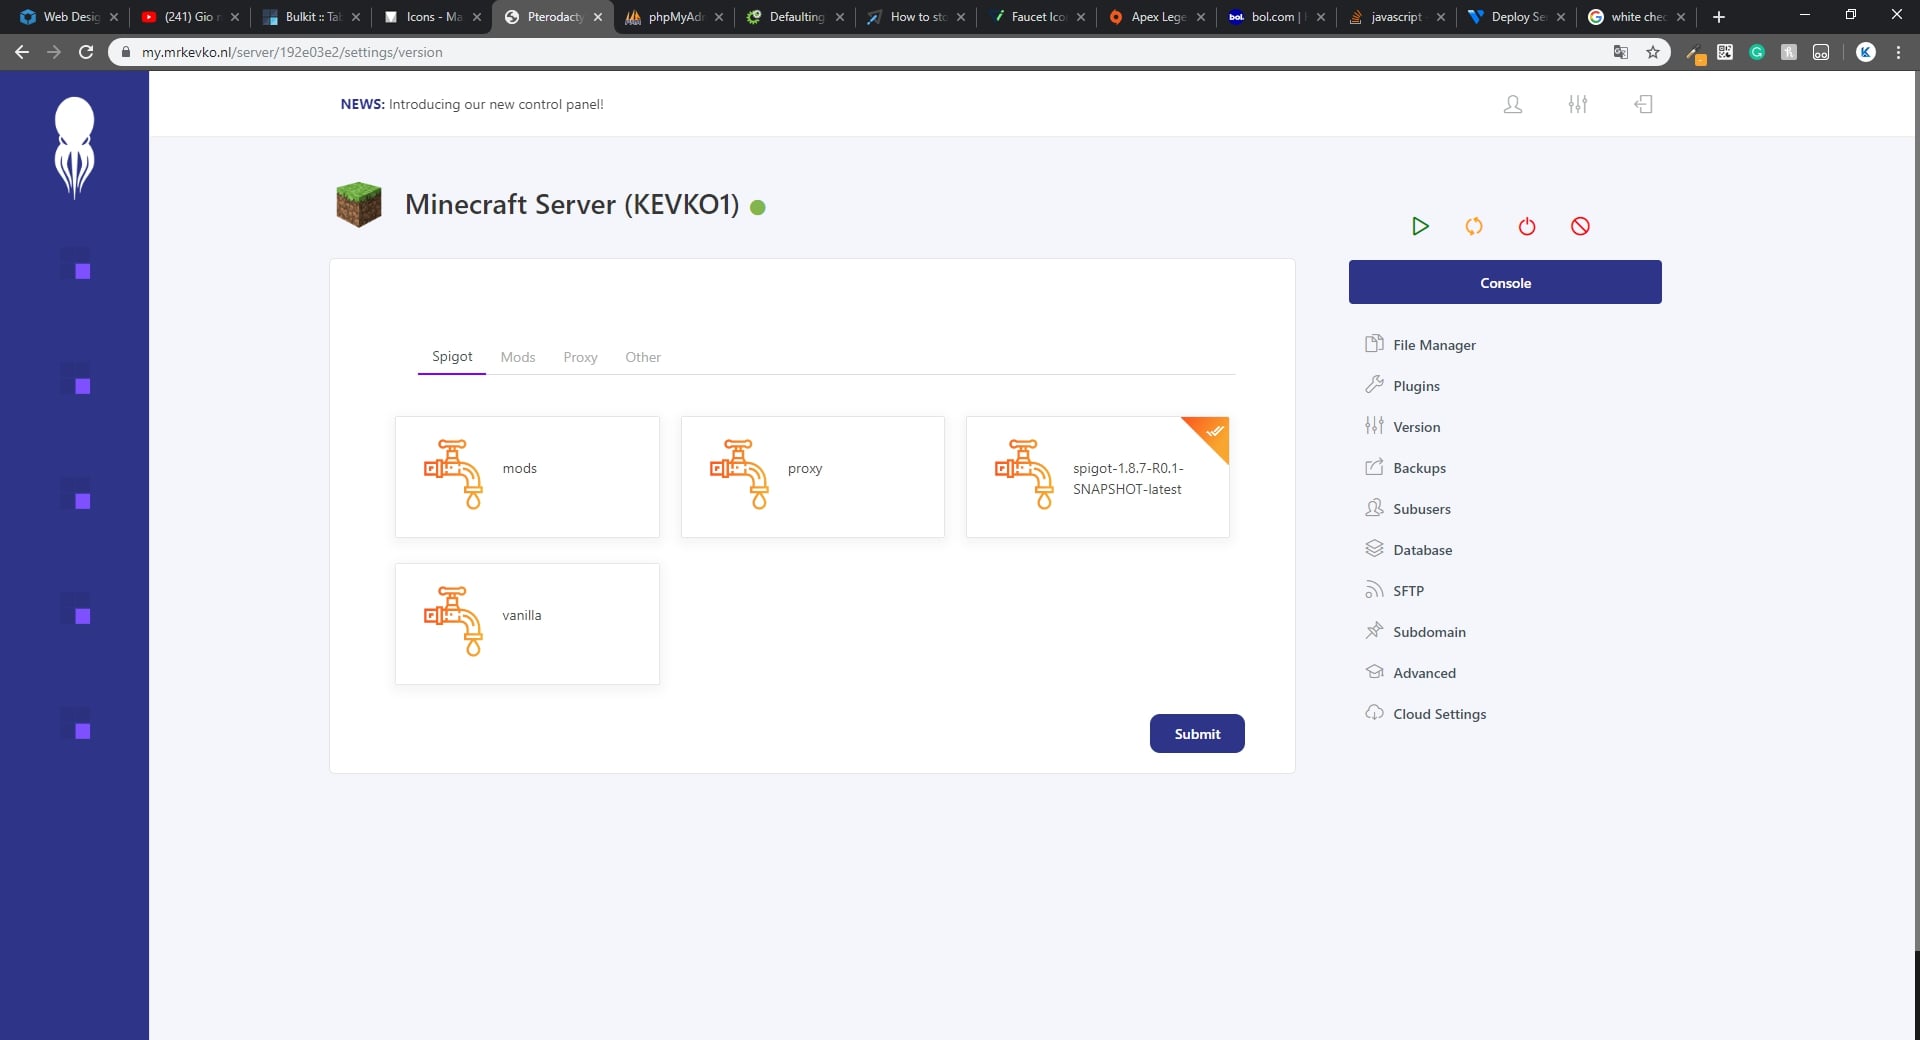 Web Desig
(241) Gio
Bulkit :: Ta
Icons - Ma
Pterodacty
phpMyAd
Defaulting
How to sto
Faucet Ico
Apex Lege
bol.com |
javascript
Deploy Se
white chec
my.mrkevko.nl/server/192e03e2/settings/version
NEWS: Introducing our new control panel!
Minecraft Server (KEVKO1)
Console
Spigot Mods Proxy Other
mods
proxy
spigot-1.8.7-R0.1-
SNAPSHOT-latest
vanilla
Submit
File Manager
Plugins
Version
Backups
Subusers
Database
SFTP
Subdomain
Advanced
Cloud Settings